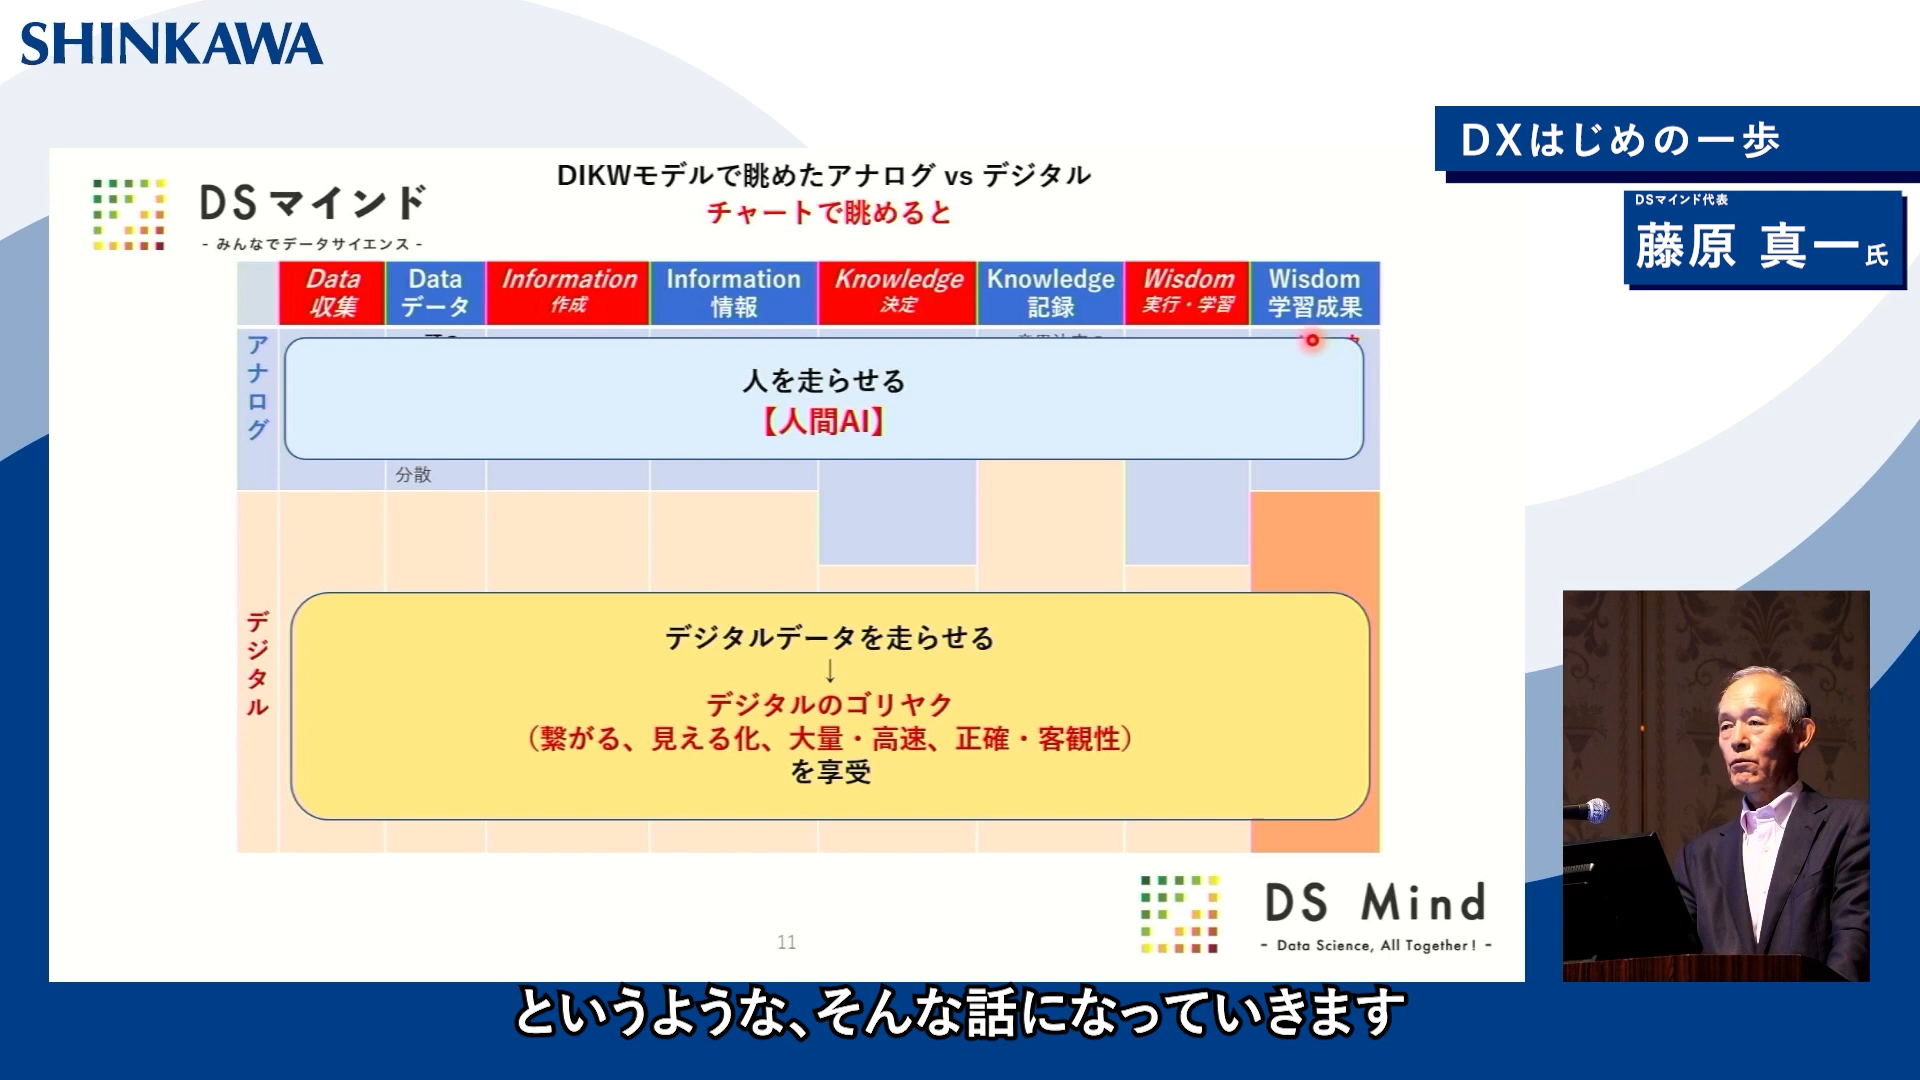 SHINKAWA
DXはじめの一歩
DSマインド代表
藤原 真一氏
DSマインド
- みんなでデータサイエンス -
DIKWモデルで眺めたアナログ vs デジタル
チャートで眺めると
Data 収集
Data データ
Information 作成
Information 情報
Knowledge 決定
Knowledge 記録
Wisdom 実行・学習
Wisdom 学習成果
アナログ
人を走らせる
【人間AI】
分散
デジタル
デジタルデータを走らせる
↓
デジタルのゴリヤク
（繋がる、見える化、大量・高速、正確・客観性）
を享受
DS Mind
- Data Science, All Together! -
11
というような、そんな話になっていきます